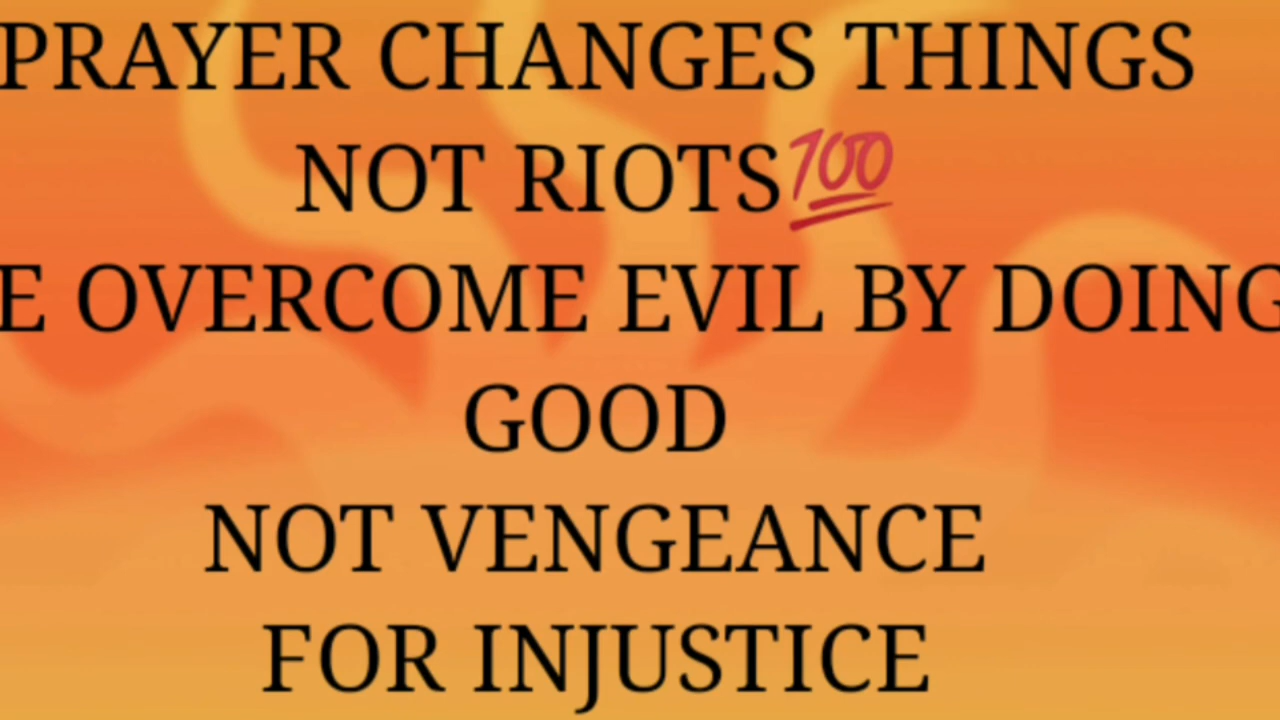 PRAYER CHANGES THINGS
NOT RIOTS💯
E OVERCOME EVIL BY DOING
GOOD
NOT VENGEANCE
FOR INJUSTICE